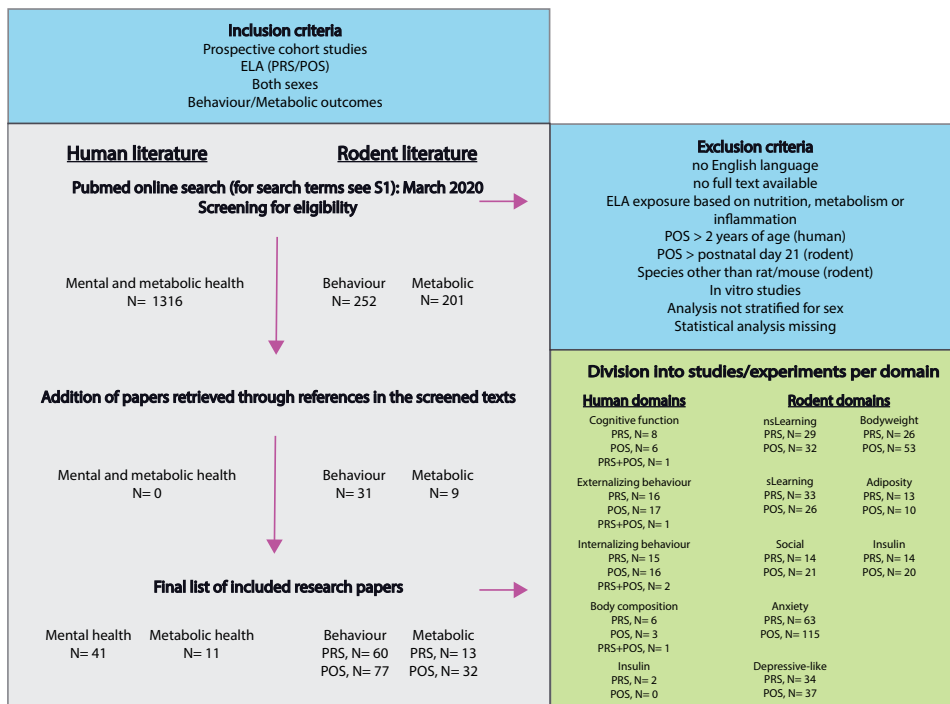 Inclusion criteria
Prospective cohort studies
ELA (PRS/POS)
Both sexes
Behaviour/Metabolic outcomes
Human literature
Rodent literature
Pubmed online search (for search terms see S1): March 2020
Screening for eligibility
Mental and metabolic health
N= 1316
Behaviour
N= 252
Metabolic
N= 201
Addition of papers retrieved through references in the screened texts
Mental and metabolic health
N= 0
Behaviour
N= 31
Metabolic
N= 9
Final list of included research papers
Mental health
N= 41
Metabolic health
N= 11
Behaviour
PRS, N= 60
POS, N= 77
Metabolic
PRS, N= 13
POS, N= 32
Exclusion criteria
no English language
no full text available
ELA exposure based on nutrition, metabolism or
inflammation
POS > 2 years of age (human)
POS > postnatal day 21 (rodent)
Species other than rat/mouse (rodent)
In vitro studies
Analysis not stratified for sex
Statistical analysis missing
Division into studies/experiments per domain
Human domains
Cognitive function
PRS, N= 8
POS, N= 6
PRS+POS, N= 1
Externalizing behaviour
PRS, N= 16
POS, N= 17
PRS+POS, N= 1
Internalizing behaviour
PRS, N= 15
POS, N= 16
PRS+POS, N= 2
Body composition
PRS, N= 6
POS, N= 3
PRS+POS, N= 1
Insulin
PRS, N= 2
POS, N= 0
Rodent domains
nsLearning
PRS, N= 29
POS, N= 32
sLearning
PRS, N= 33
POS, N= 26
Social
PRS, N= 14
POS, N= 21
Anxiety
PRS, N= 63
POS, N= 115
Depressive-like
PRS, N= 34
POS, N= 37
Bodyweight
PRS, N= 26
POS, N= 53
Adiposity
PRS, N= 13
POS, N= 10
Insulin
PRS, N= 14
POS, N= 20